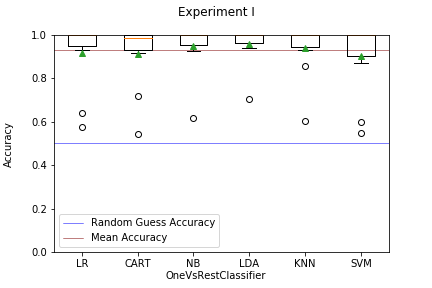 Experiment I
1.0
0.8
0.6
0.4
0.2
0.0
Accuracy
Random Guess Accuracy
Mean Accuracy
LR CART NB LDA KNN SVM
OneVsRestClassifier